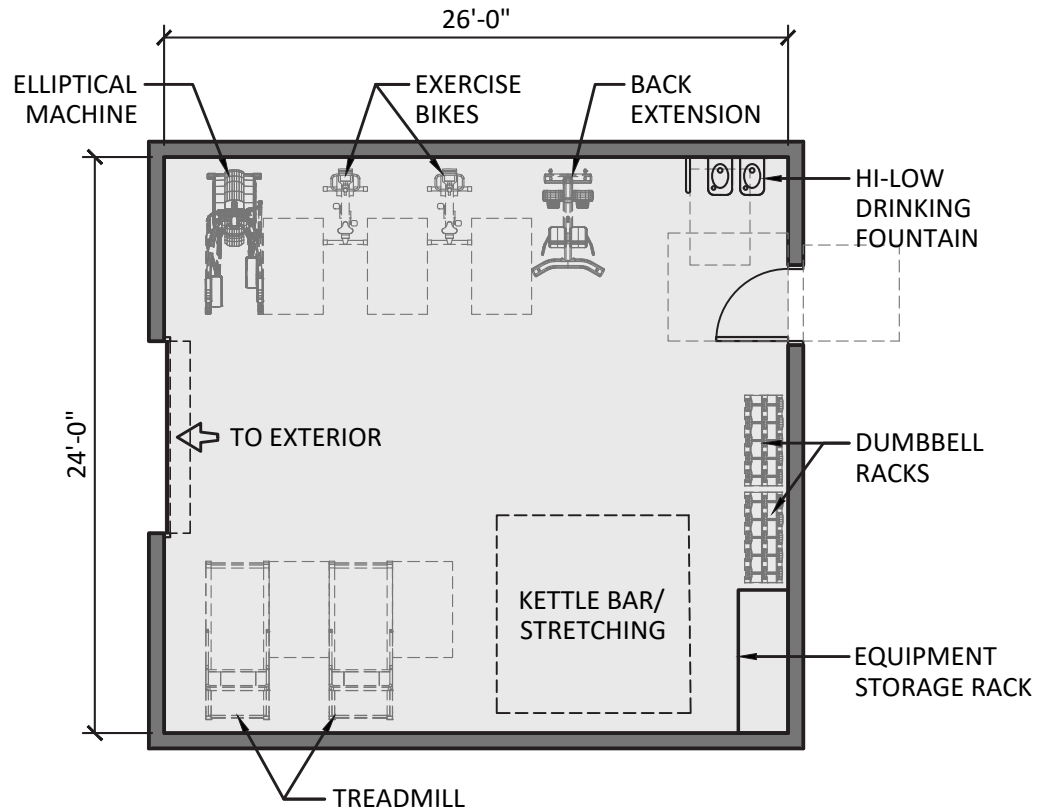 26'-0"
ELLIPTICAL
MACHINE
EXERCISE
BIKES
BACK
EXTENSION
HI-LOW
DRINKING
FOUNTAIN
24'-0"
TO EXTERIOR
DUMBBELL
RACKS
KETTLE BAR/
STRETCHING
EQUIPMENT
STORAGE RACK
TREADMILL